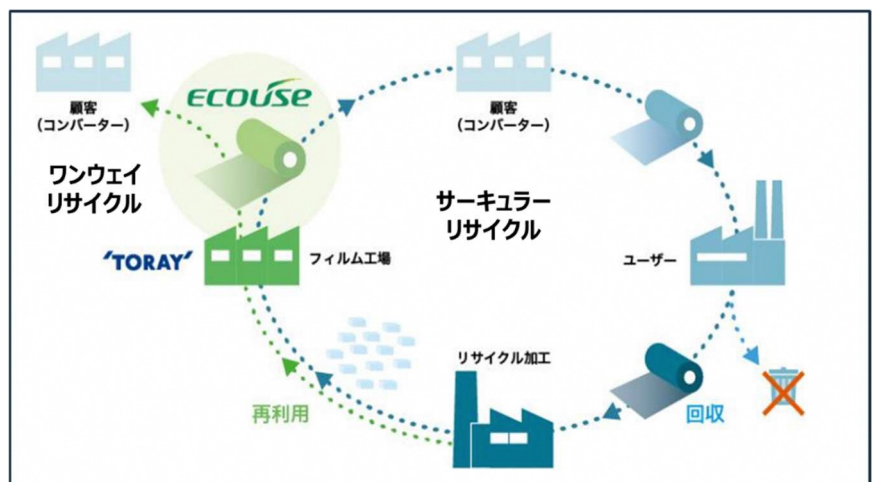 ECOUSE
顧客
(コンバーター)
顧客
(コンバーター)
ワンウェイ
リサイクル
サーキュラー
リサイクル
'TORAY'
フィルム工場
ユーザー
リサイクル加工
再利用
回収